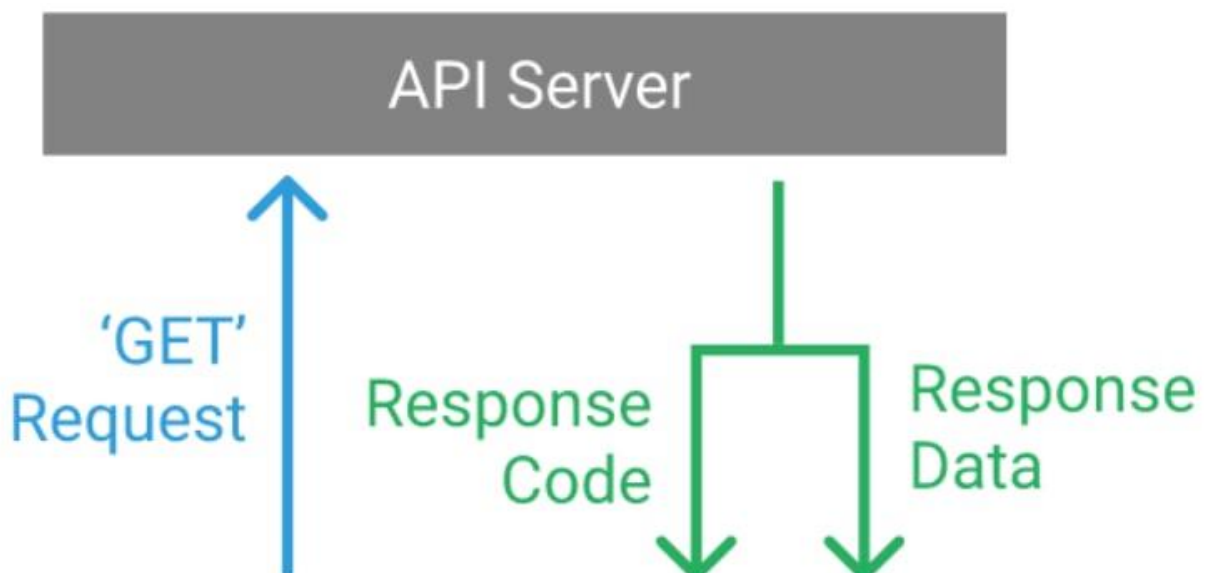 API Server
‘GET’
Request
Response
Code
Response
Data